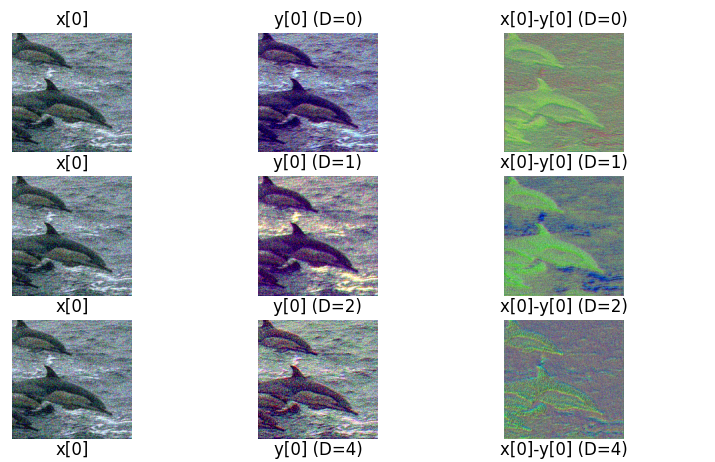 x[0] y[0] (D=0) x[0]-y[0] (D=0)
x[0] y[0] (D=1) x[0]-y[0] (D=1)
x[0] y[0] (D=2) x[0]-y[0] (D=2)
x[0] y[0] (D=4) x[0]-y[0] (D=4)